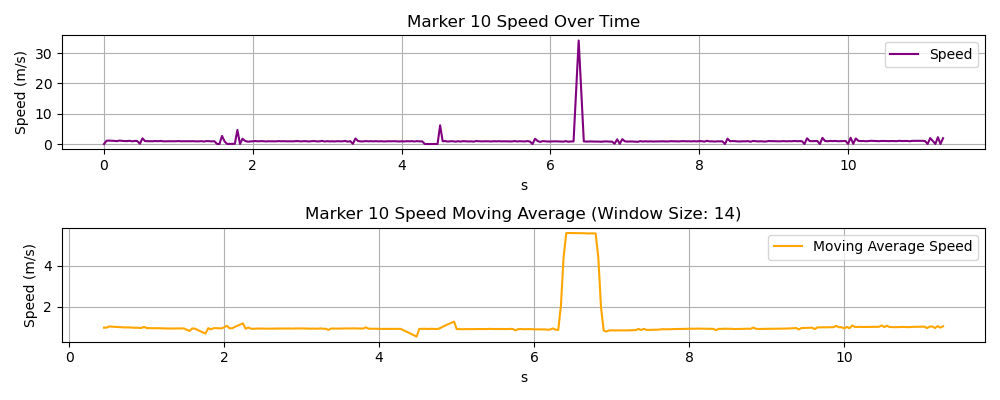 Marker 10 Speed Over Time
Speed (m/s)
30
20
10
0
Speed
0 2 4 6 8 10
s
Marker 10 Speed Moving Average (Window Size: 14)
Speed (m/s)
4
2
Moving Average Speed
0 2 4 6 8 10
s